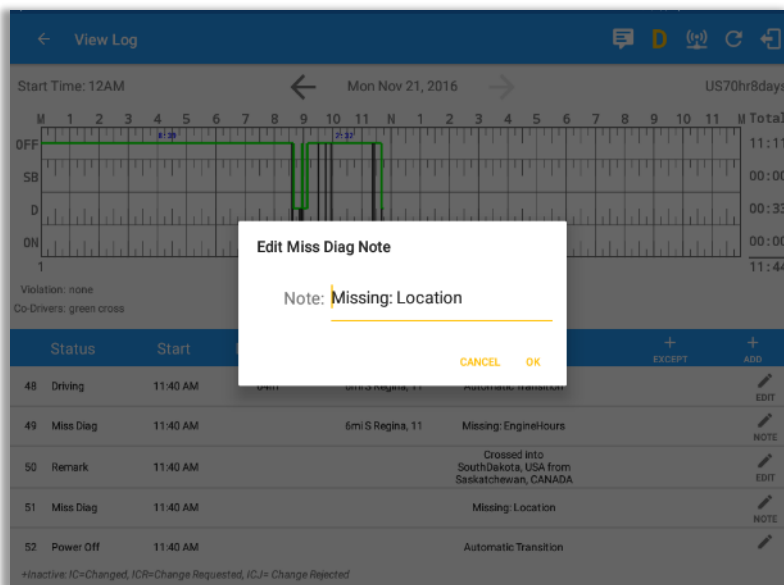 View Log
D
Start Time: 12AM
Mon Nov 21, 2016
US70hr8days
M 1 2 3 4 5 6 7 8 9 10 11 N 1 2 3 4 5 6 7 8 9 10 11 M Total
OFF 11:11
SB 00:00
D 00:33
ON 00:00
1 11:44
Violation: none
Co-Drivers: green cross
Edit Miss Diag Note
Note: Missing: Location
CANCEL OK
Status Start
EXCEPT ADD
48 Driving 11:40 AM 6mi S Regina, 11 Automatic Transition
EDIT
49 Miss Diag 11:40 AM 6mi S Regina, 11 Missing: EngineHours
NOTE
50 Remark 11:40 AM Crossed into
SouthDakota, USA from
Saskatchewan, CANADA
EDIT
51 Miss Diag 11:40 AM Missing: Location
NOTE
52 Power Off 11:40 AM Automatic Transition
+Inactive: IC=Changed, ICR=Change Requested, ICJ= Change Rejected